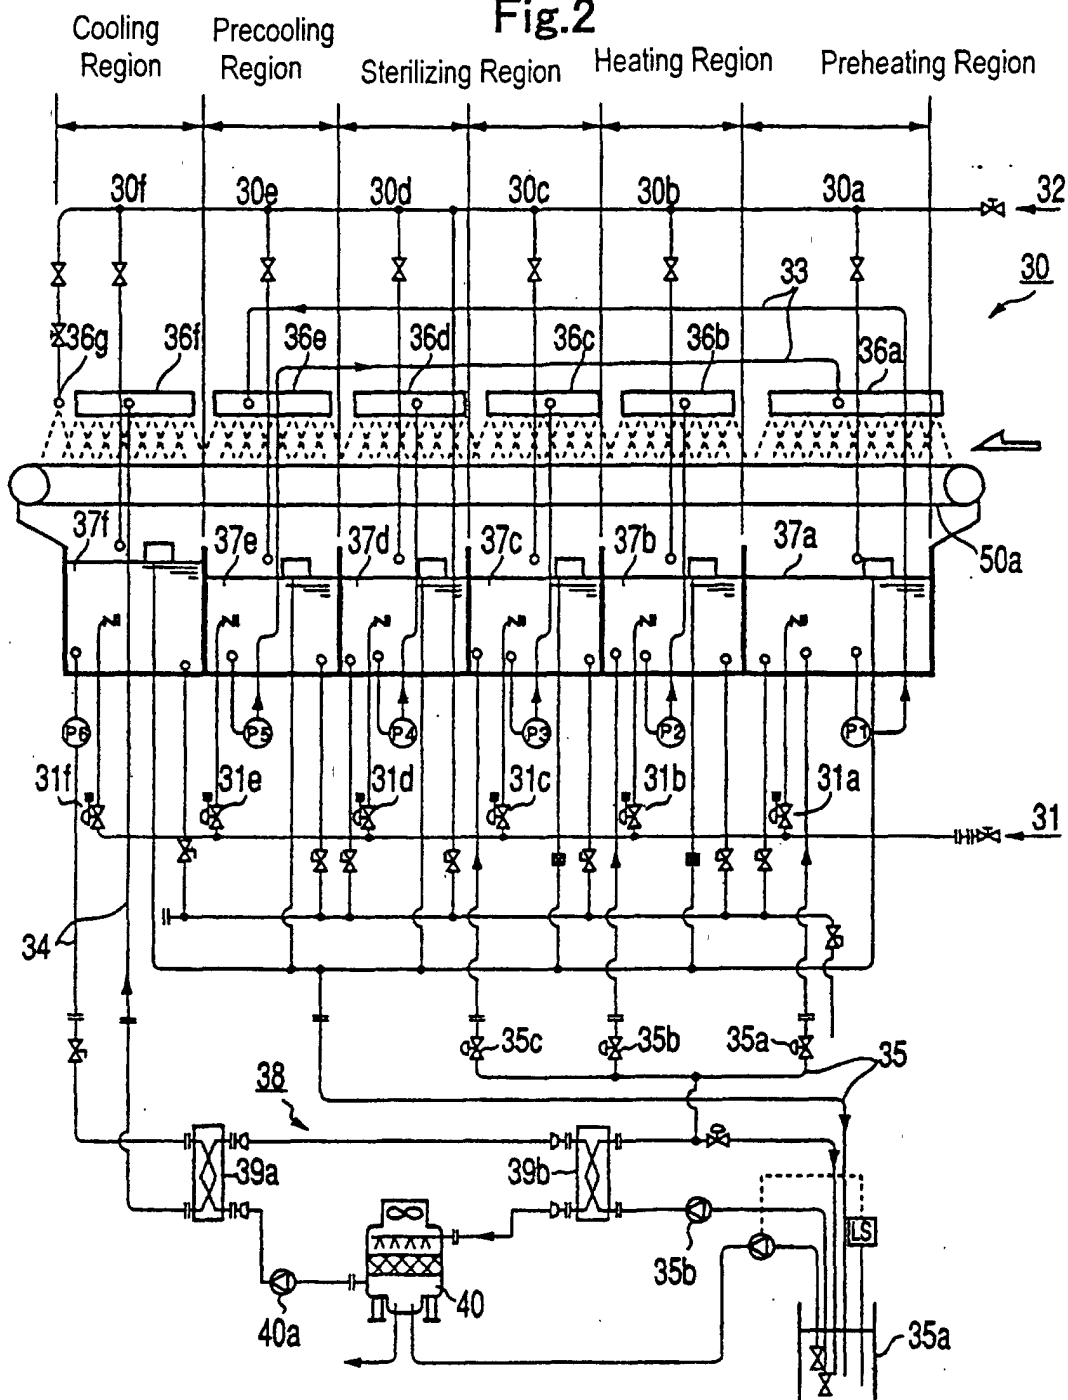 Fig.2
Cooling
Region
Precooling
Region
Sterilizing Region
Heating Region
Preheating Region
30f
30e
30d
30c
30b
30a
32
33
30
36g
36f
36e
36d
36c
36b
36a
37f
37e
37d
37c
37b
37a
50a
P6
P5
P4
P3
P2
P1
31f
31e
31d
31c
31b
31a
31
34
35c
35b
35a
35
38
39a
39b
LS
35b
40
40a
35a